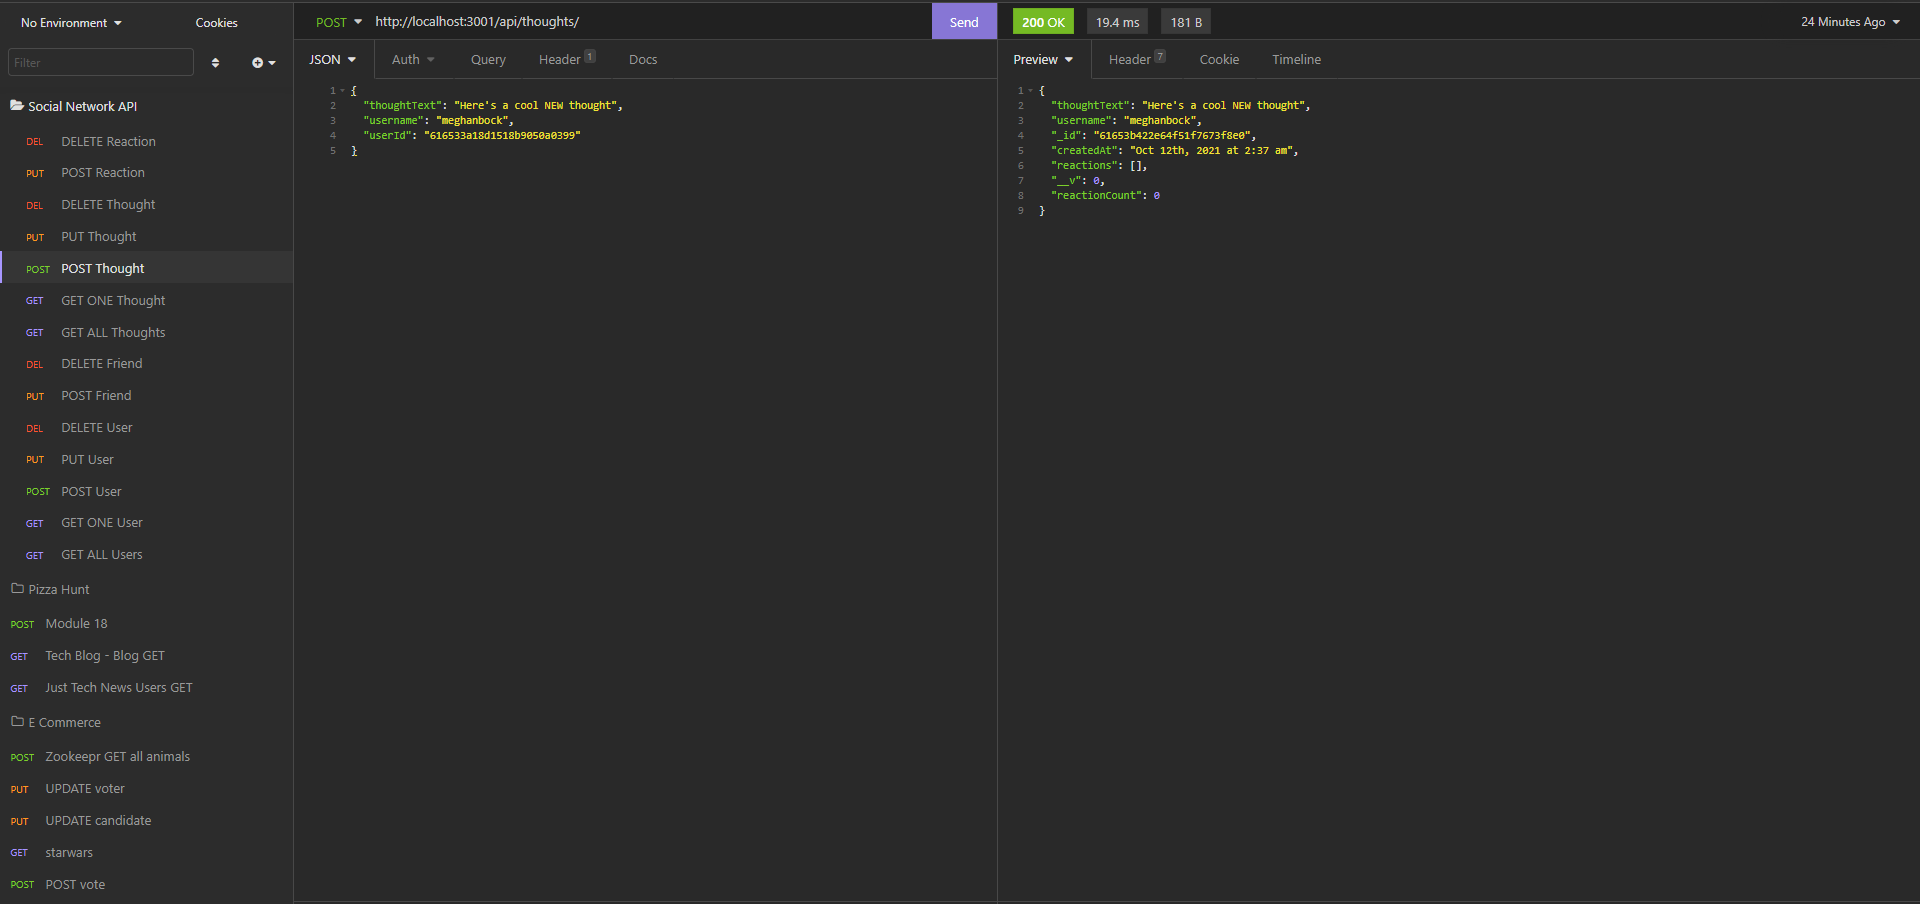 No Environment
Cookies
Filter
Social Network API
DEL DELETE Reaction
PUT POST Reaction
DEL DELETE Thought
PUT PUT Thought
POST POST Thought
GET GET ONE Thought
GET GET ALL Thoughts
DEL DELETE Friend
PUT POST Friend
DEL DELETE User
PUT PUT User
POST POST User
GET GET ONE User
GET GET ALL Users
Pizza Hunt
POST Module 18
GET Tech Blog - Blog GET
GET Just Tech News Users GET
E Commerce
POST Zookeepr GET all animals
PUT UPDATE voter
PUT UPDATE candidate
GET starwars
POST POST vote
POST http://localhost:3001/api/thoughts/ Send
JSON Auth Query Header 1 Docs
1 {
2 "thoughtText": "Here's a cool NEW thought",
3 "username": "meghanbock",
4 "userId": "616533a18d1518b9050a0399"
5 }
200 OK 19.4 ms 181 B 24 Minutes Ago
Preview Header 7 Cookie Timeline
1 {
2 "thoughtText": "Here's a cool NEW thought",
3 "username": "meghanbock",
4 "_id": "61653b422e64f51f7673f8e0",
5 "createdAt": "Oct 12th, 2021 at 2:37 am",
6 "reactions": [],
7 "__v": 0,
8 "reactionCount": 0
9 }